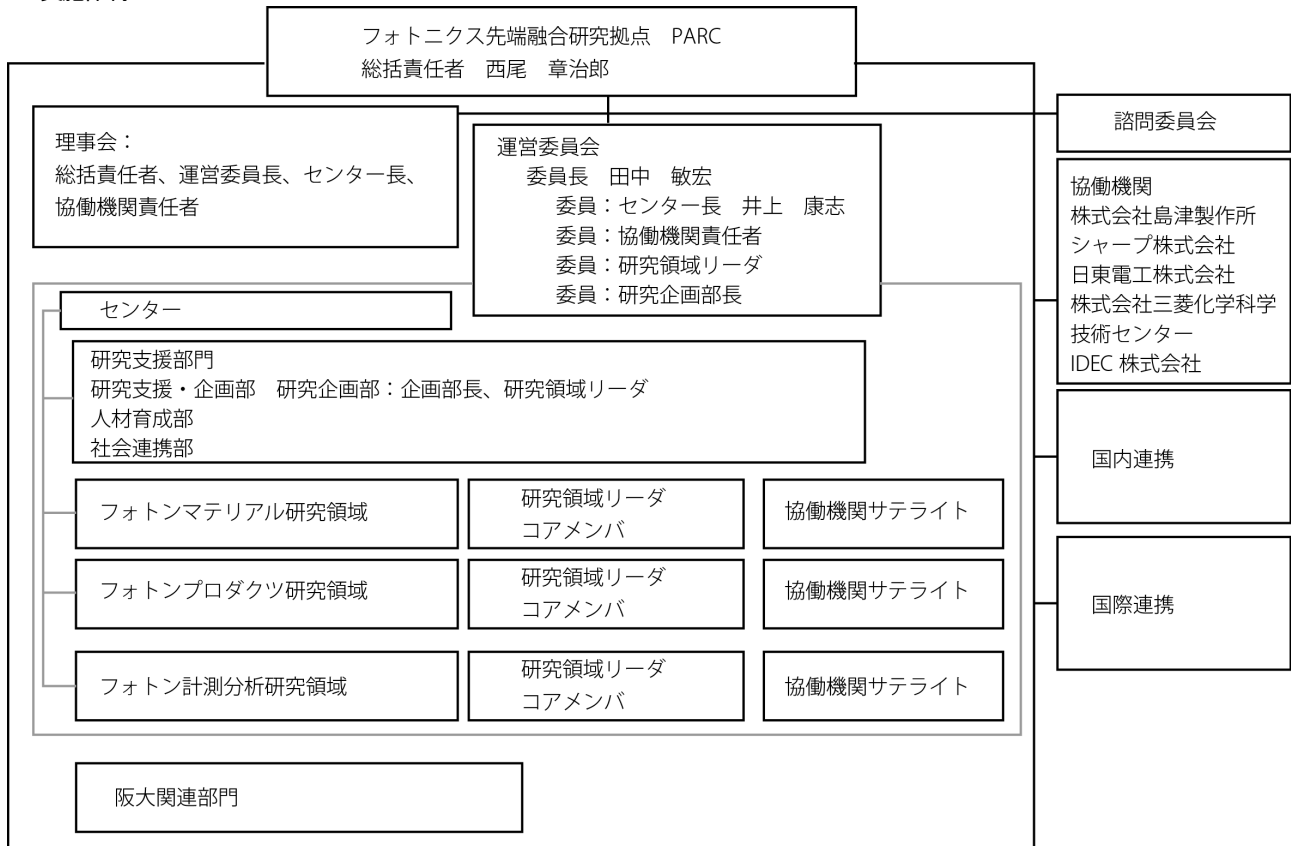 フォトニクス先端融合研究拠点 PARC
総括責任者 西尾 章治郎
理事会：
総括責任者、運営委員長、センター長、
協働機関責任者
運営委員会
委員長 田中 敏宏
委員：センター長 井上 康志
委員：協働機関責任者
委員：研究領域リーダ
委員：研究企画部長
諮問委員会
協働機関
株式会社島津製作所
シャープ株式会社
日東電工株式会社
株式会社三菱化学科学
技術センター
IDEC 株式会社
国内連携
国際連携
センター
研究支援部門
研究支援・企画部 研究企画部：企画部長、研究領域リーダ
人材育成部
社会連携部
フォトンマテリアル研究領域
研究領域リーダ
コアメンバ
協働機関サテライト
フォトンプロダクツ研究領域
研究領域リーダ
コアメンバ
協働機関サテライト
フォトン計測分析研究領域
研究領域リーダ
コアメンバ
協働機関サテライト
阪大関連部門